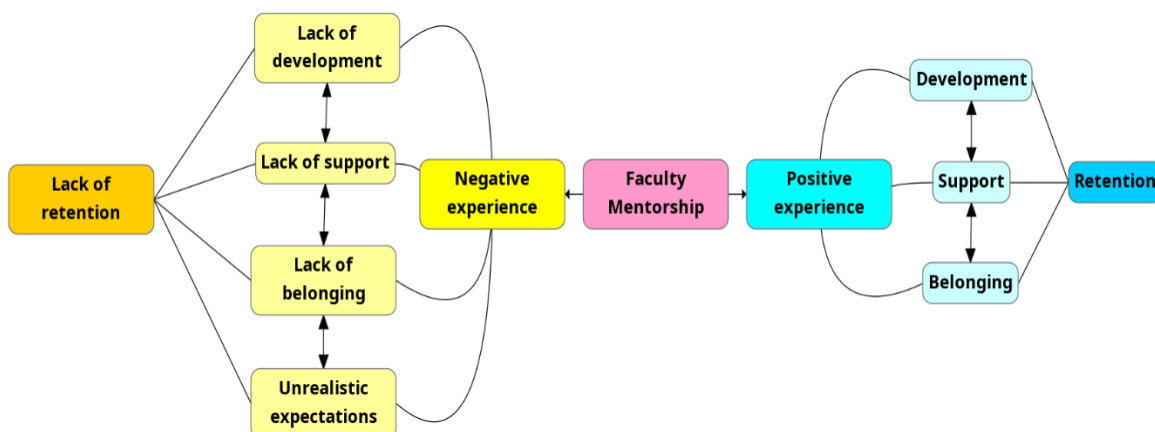 Lack of
development
Lack of support
Lack of
retention
Lack of
belonging
Unrealistic
expectations
Negative
experience
Faculty
Mentorship
Positive
experience
Development
Support
Belonging
Retention